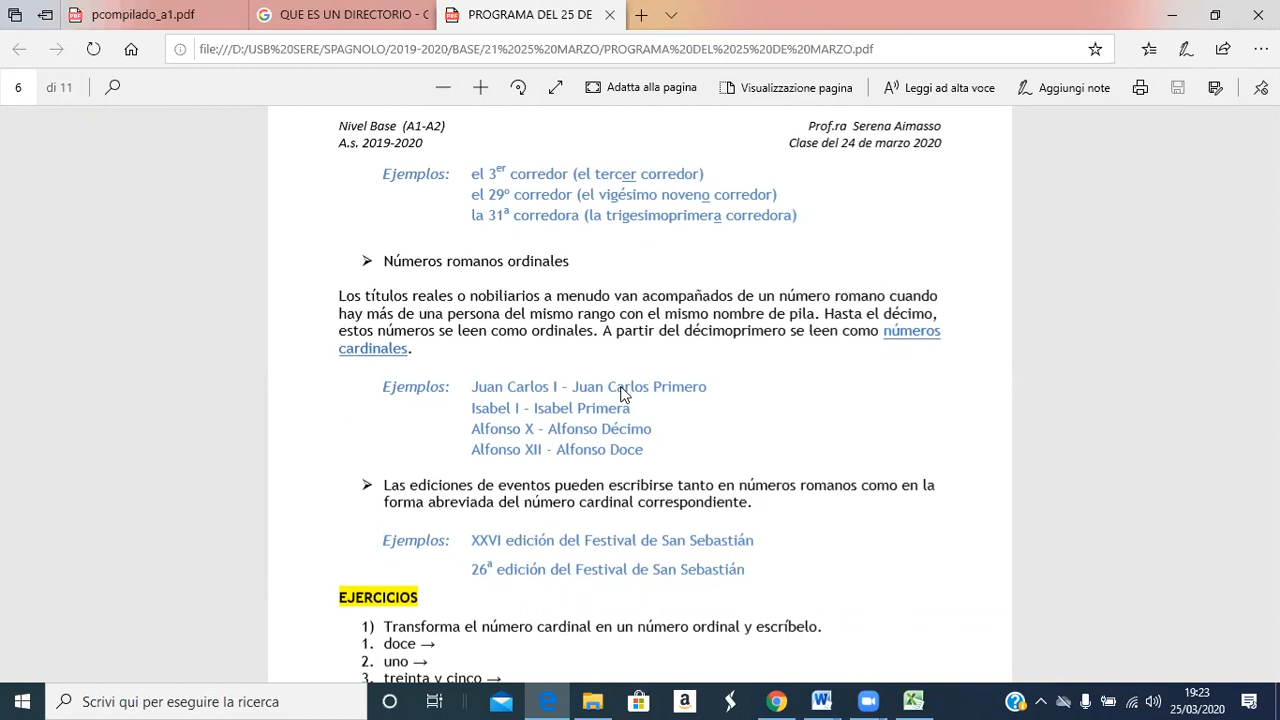 pcompilado_a1.pdf
QUE ES UN DIRECTORIO - C
PROGRAMA DEL 25 DE
file:///D:/USB%20SERE/SPAGNOLO/2019-2020/BASE/21%2025%20MARZO/PROGRAMA%20DEL%2025%20DE%20MARZO.pdf
6 di 11
Adatta alla pagina
Visualizzazione pagina
Leggi ad alta voce
Aggiungi note
Nivel Base (A1-A2) Prof.ra Serena Aimasso
A.s. 2019-2020 Clase del 24 de marzo 2020
Ejemplos: el 3er corredor (el tercer corredor)
el 29º corredor (el vigésimo noveno corredor)
la 31ª corredora (la trigesimoprimera corredora)
➢ Números romanos ordinales
Los títulos reales o nobiliarios a menudo van acompañados de un número romano cuando
hay más de una persona del mismo rango con el mismo nombre de pila. Hasta el décimo,
estos números se leen como ordinales. A partir del décimoprimero se leen como números
cardinales.
Ejemplos: Juan Carlos I - Juan Carlos Primero
Isabel I - Isabel Primera
Alfonso X - Alfonso Décimo
Alfonso XII - Alfonso Doce
➢ Las ediciones de eventos pueden escribirse tanto en números romanos como en la
forma abreviada del número cardinal correspondiente.
Ejemplos: XXVI edición del Festival de San Sebastián
26ª edición del Festival de San Sebastián
EJERCICIOS
1) Transforma el número cardinal en un número ordinal y escríbelo.
1. doce →
2. uno →
3. treinta y cinco →
Scrivi qui per eseguire la ricerca
19:23
25/03/2020